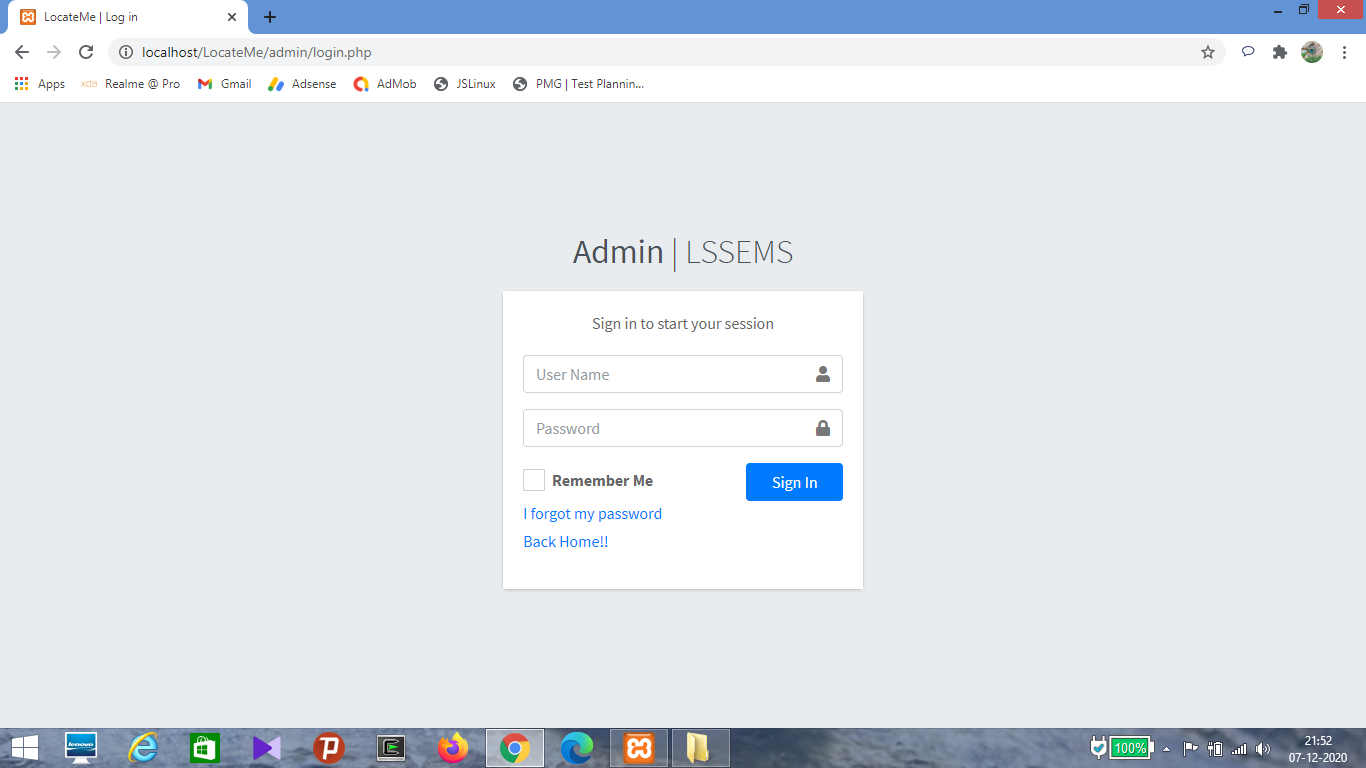 LocateMe | Log in
localhost/LocateMe/admin/login.php
Apps xda Realme @ Pro Gmail Adsense AdMob JSLinux PMG | Test Plannin...
Admin | LSSEMS
Sign in to start your session
User Name
Password
Remember Me Sign In
I forgot my password
Back Home!!
lenovo
100% 21:52
07-12-2020